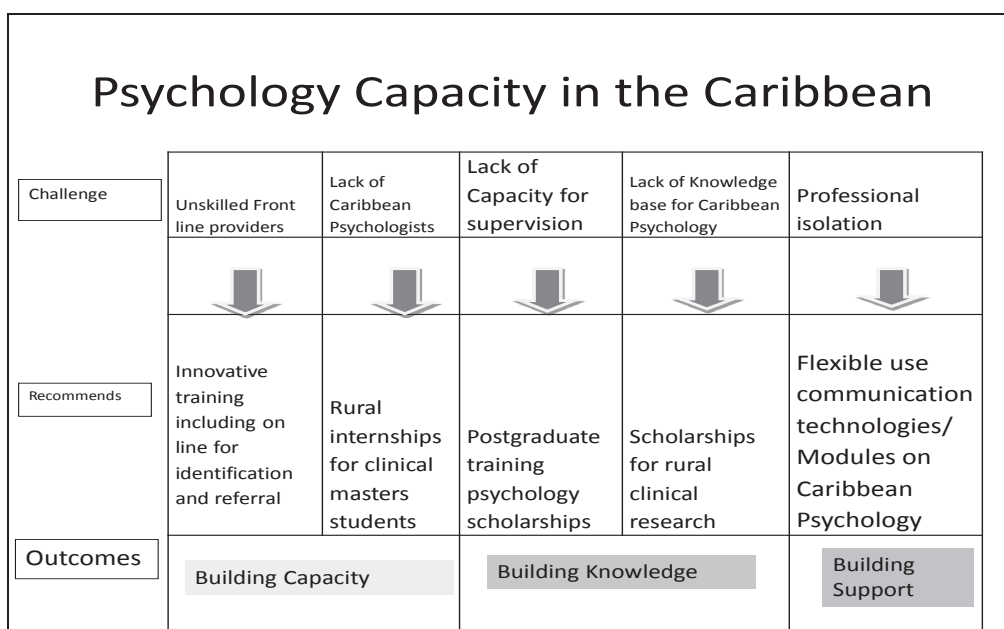 Psychology Capacity in the Caribbean
Challenge
Unskilled Front
line providers
Lack of
Caribbean
Psychologists
Lack of
Capacity for
supervision
Lack of Knowledge
base for Caribbean
Psychology
Professional
isolation
Recommends
Innovative
training
including on
line for
identification
and referral
Rural
internships
for clinical
masters
students
Postgraduate
training
psychology
scholarships
Scholarships
for rural
clinical
research
Flexible use
communication
technologies/
Modules on
Caribbean
Psychology
Outcomes
Building Capacity
Building Knowledge
Building
Support